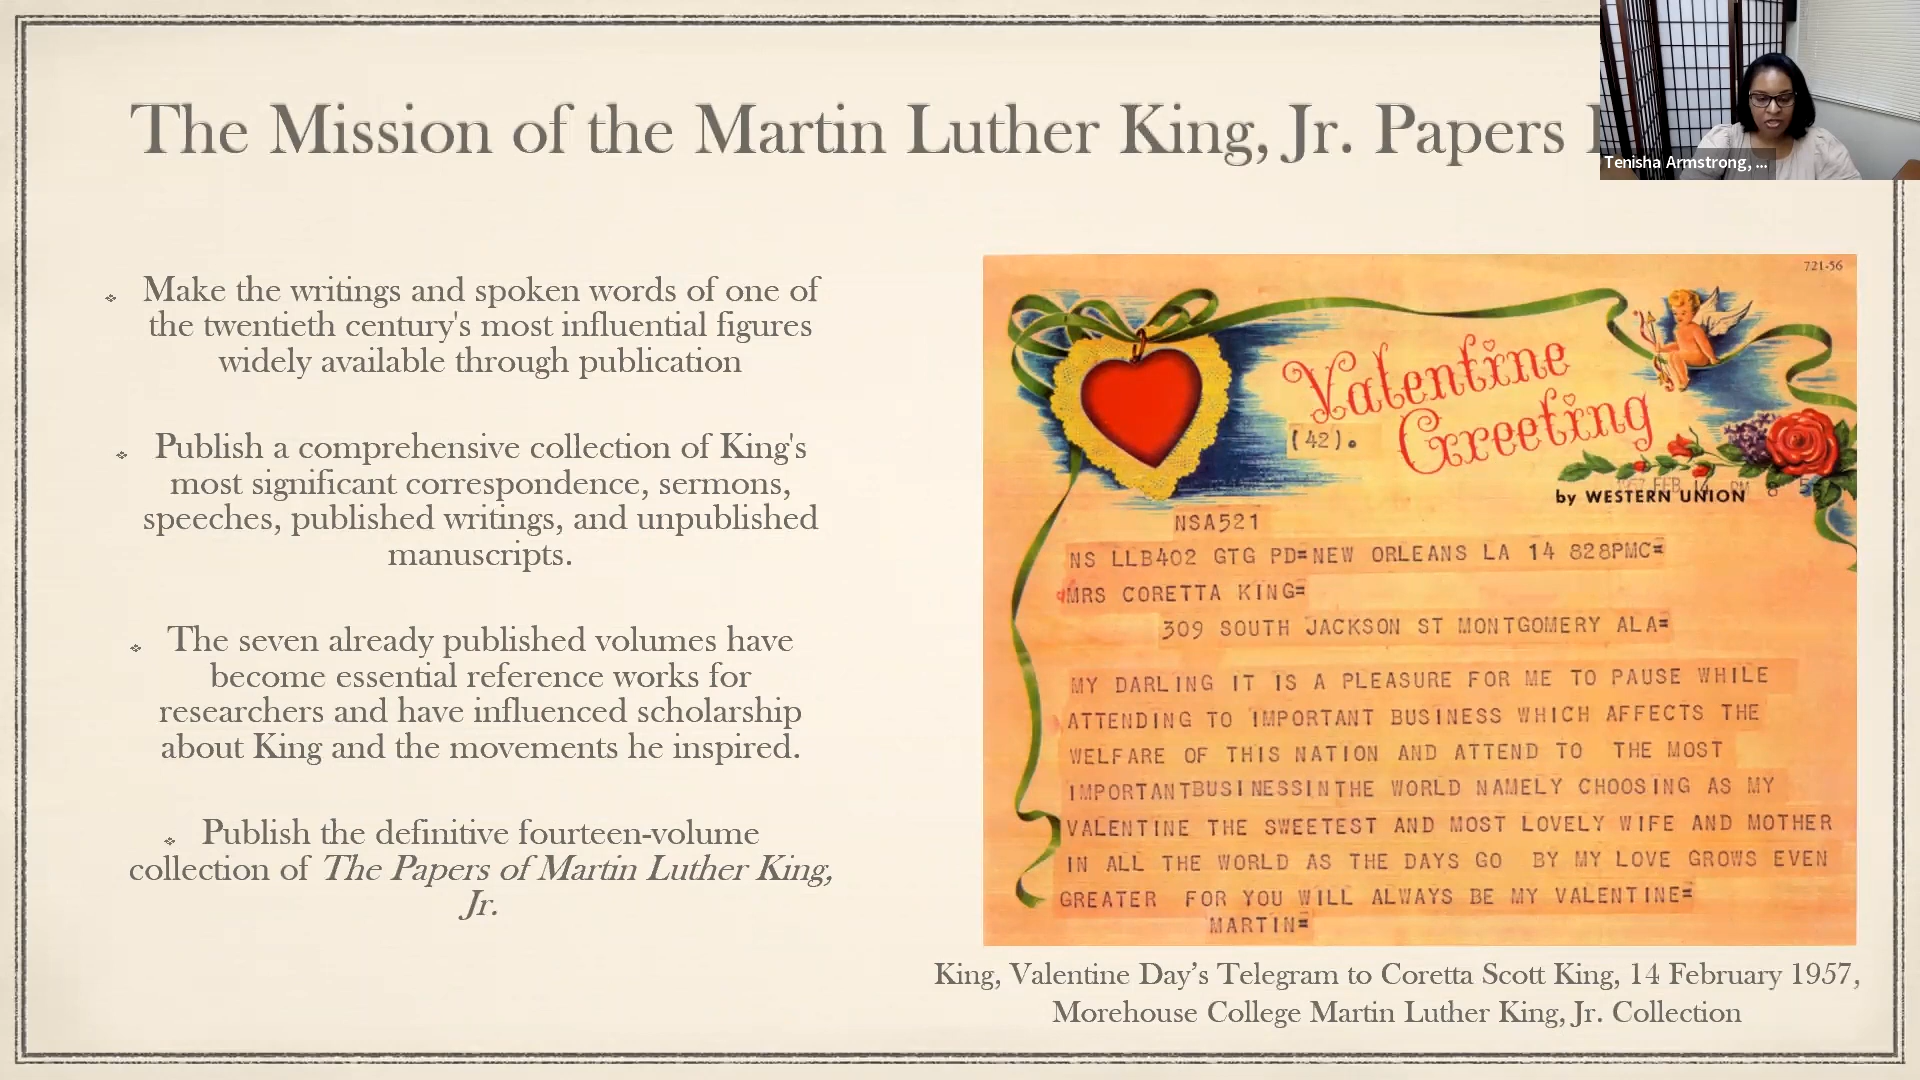 The Mission of the Martin Luther King, Jr. Papers
Tenisha Armstrong, ...
Make the writings and spoken words of one of
the twentieth century's most influential figures
widely available through publication
Publish a comprehensive collection of King's
most significant correspondence, sermons,
speeches, published writings, and unpublished
manuscripts.
The seven already published volumes have
become essential reference works for
researchers and have influenced scholarship
about King and the movements he inspired.
Publish the definitive fourteen-volume
collection of The Papers of Martin Luther King,
Jr.
721-56
Valentine
Greeting
(42).
1957 FEB 14 PM 8 5
by WESTERN UNION
NSA521
NS LLB402 GTG PD=NEW ORLEANS LA 14 828PMC=
MRS CORETTA KING=
309 SOUTH JACKSON ST MONTGOMERY ALA=
MY DARLING IT IS A PLEASURE FOR ME TO PAUSE WHILE
ATTENDING TO IMPORTANT BUSINESS WHICH AFFECTS THE
WELFARE OF THIS NATION AND ATTEND TO THE MOST
IMPORTANTBUSINESSINTHE WORLD NAMELY CHOOSING AS MY
VALENTINE THE SWEETEST AND MOST LOVELY WIFE AND MOTHER
IN ALL THE WORLD AS THE DAYS GO BY MY LOVE GROWS EVEN
GREATER FOR YOU WILL ALWAYS BE MY VALENTINE=
MARTIN=
King, Valentine Day’s Telegram to Coretta Scott King, 14 February 1957,
Morehouse College Martin Luther King, Jr. Collection